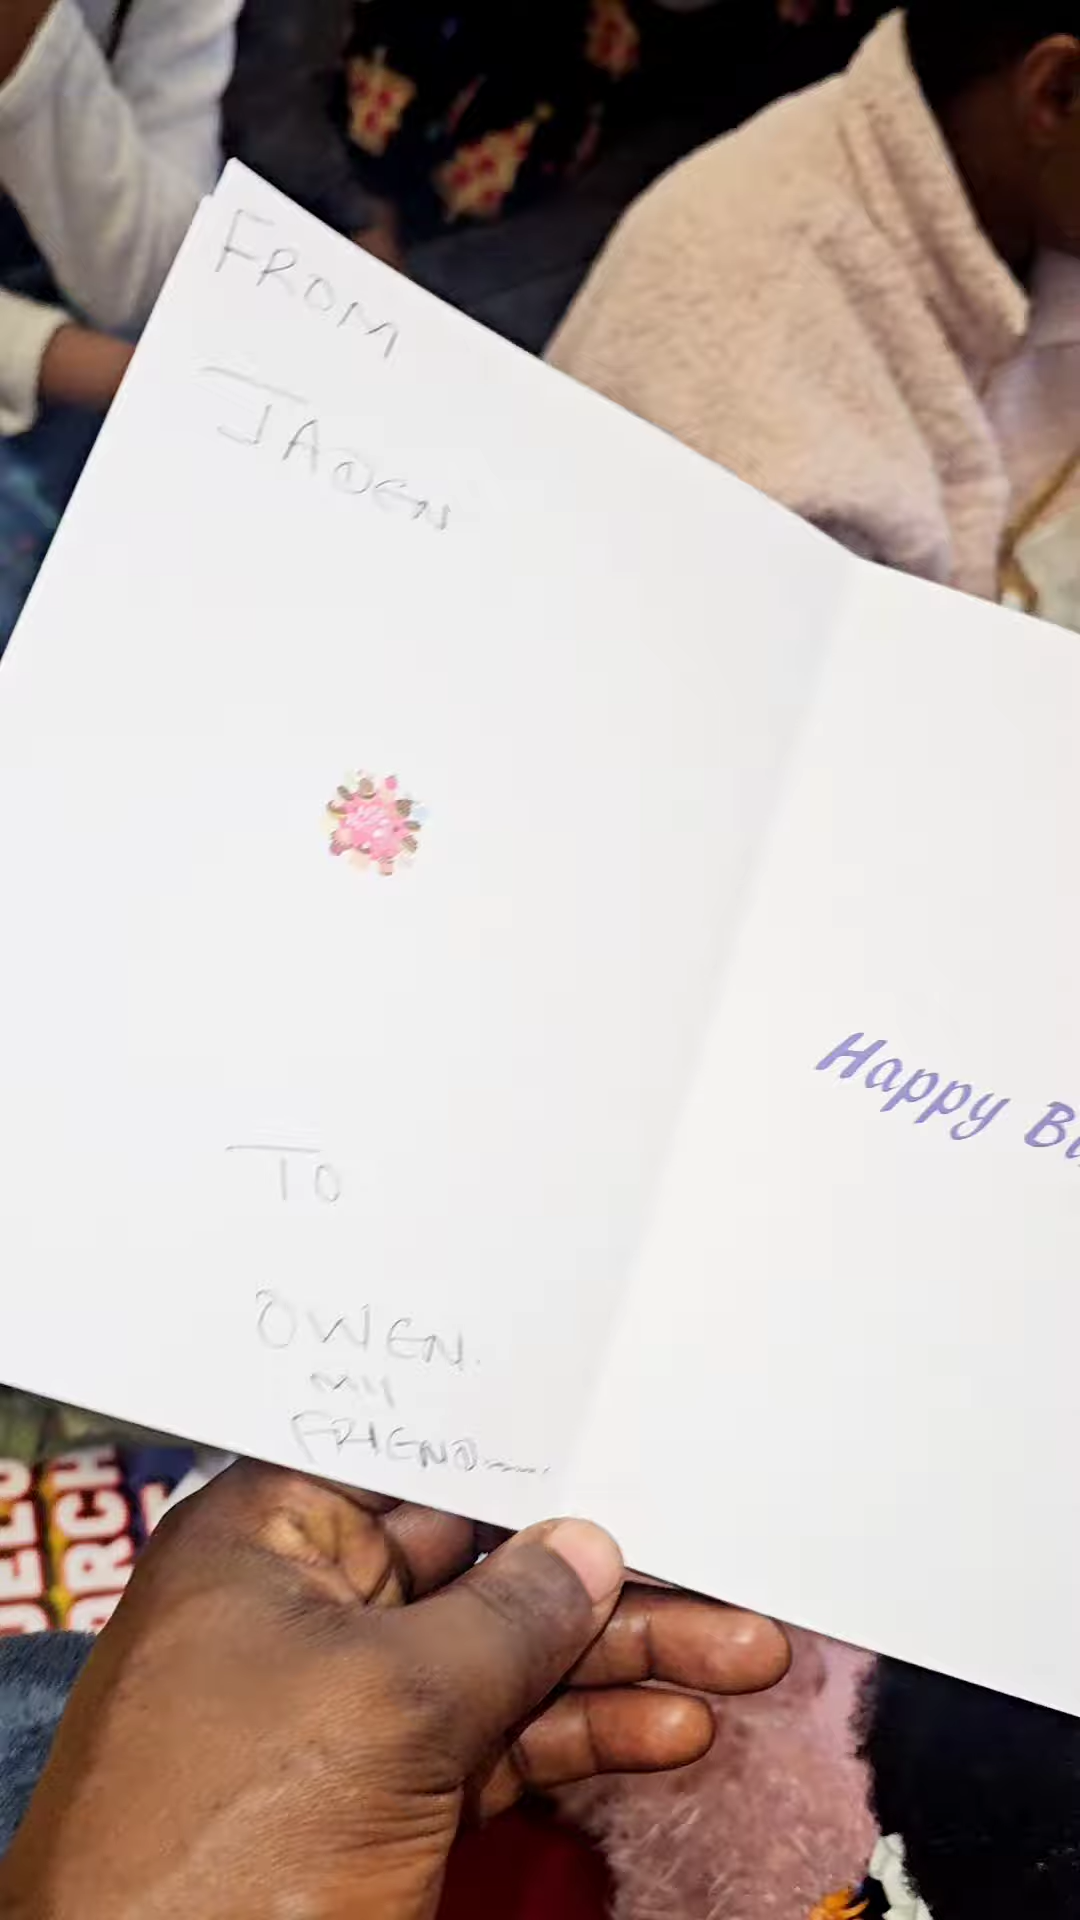 FROM
JADEN
TO
OWEN.
MY
FRIEND......
Happy